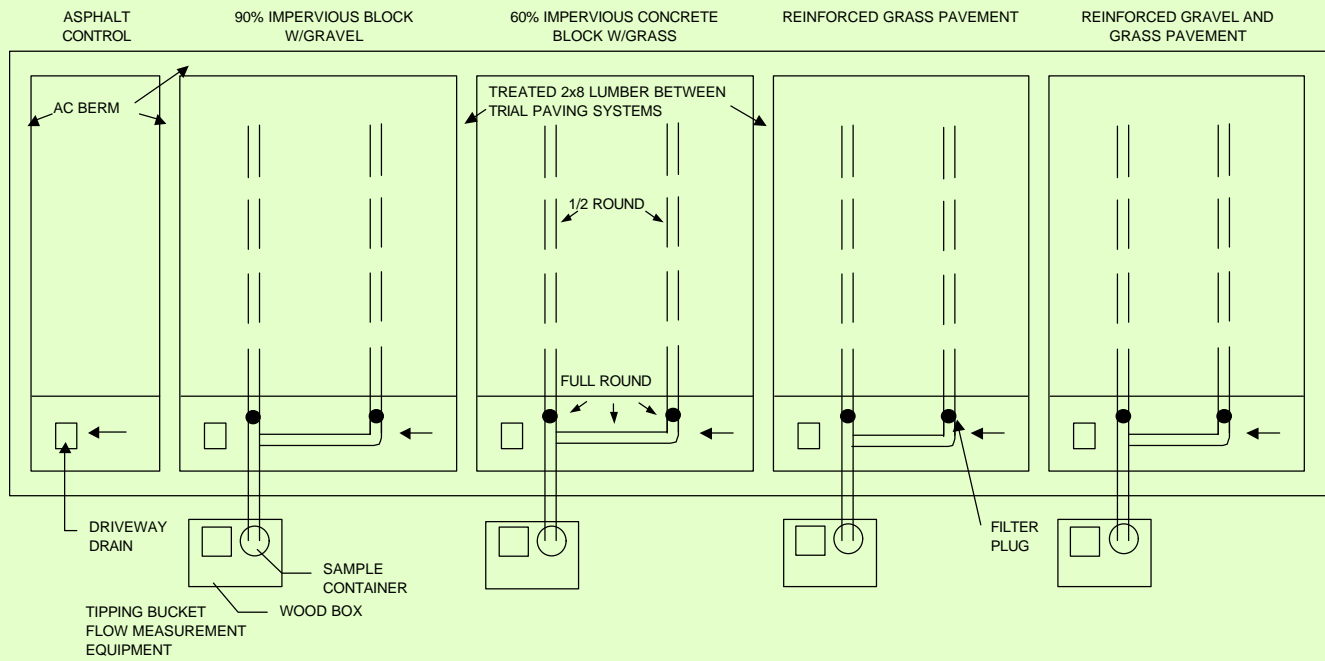 ASPHALT
CONTROL
90% IMPERVIOUS BLOCK
W/GRAVEL
60% IMPERVIOUS CONCRETE
BLOCK W/GRASS
REINFORCED GRASS PAVEMENT
REINFORCED GRAVEL AND
GRASS PAVEMENT
AC BERM
TREATED 2x8 LUMBER BETWEEN
TRIAL PAVING SYSTEMS
1/2 ROUND
FULL ROUND
DRIVEWAY
DRAIN
SAMPLE
CONTAINER
WOOD BOX
TIPPING BUCKET
FLOW MEASUREMENT
EQUIPMENT
FILTER
PLUG